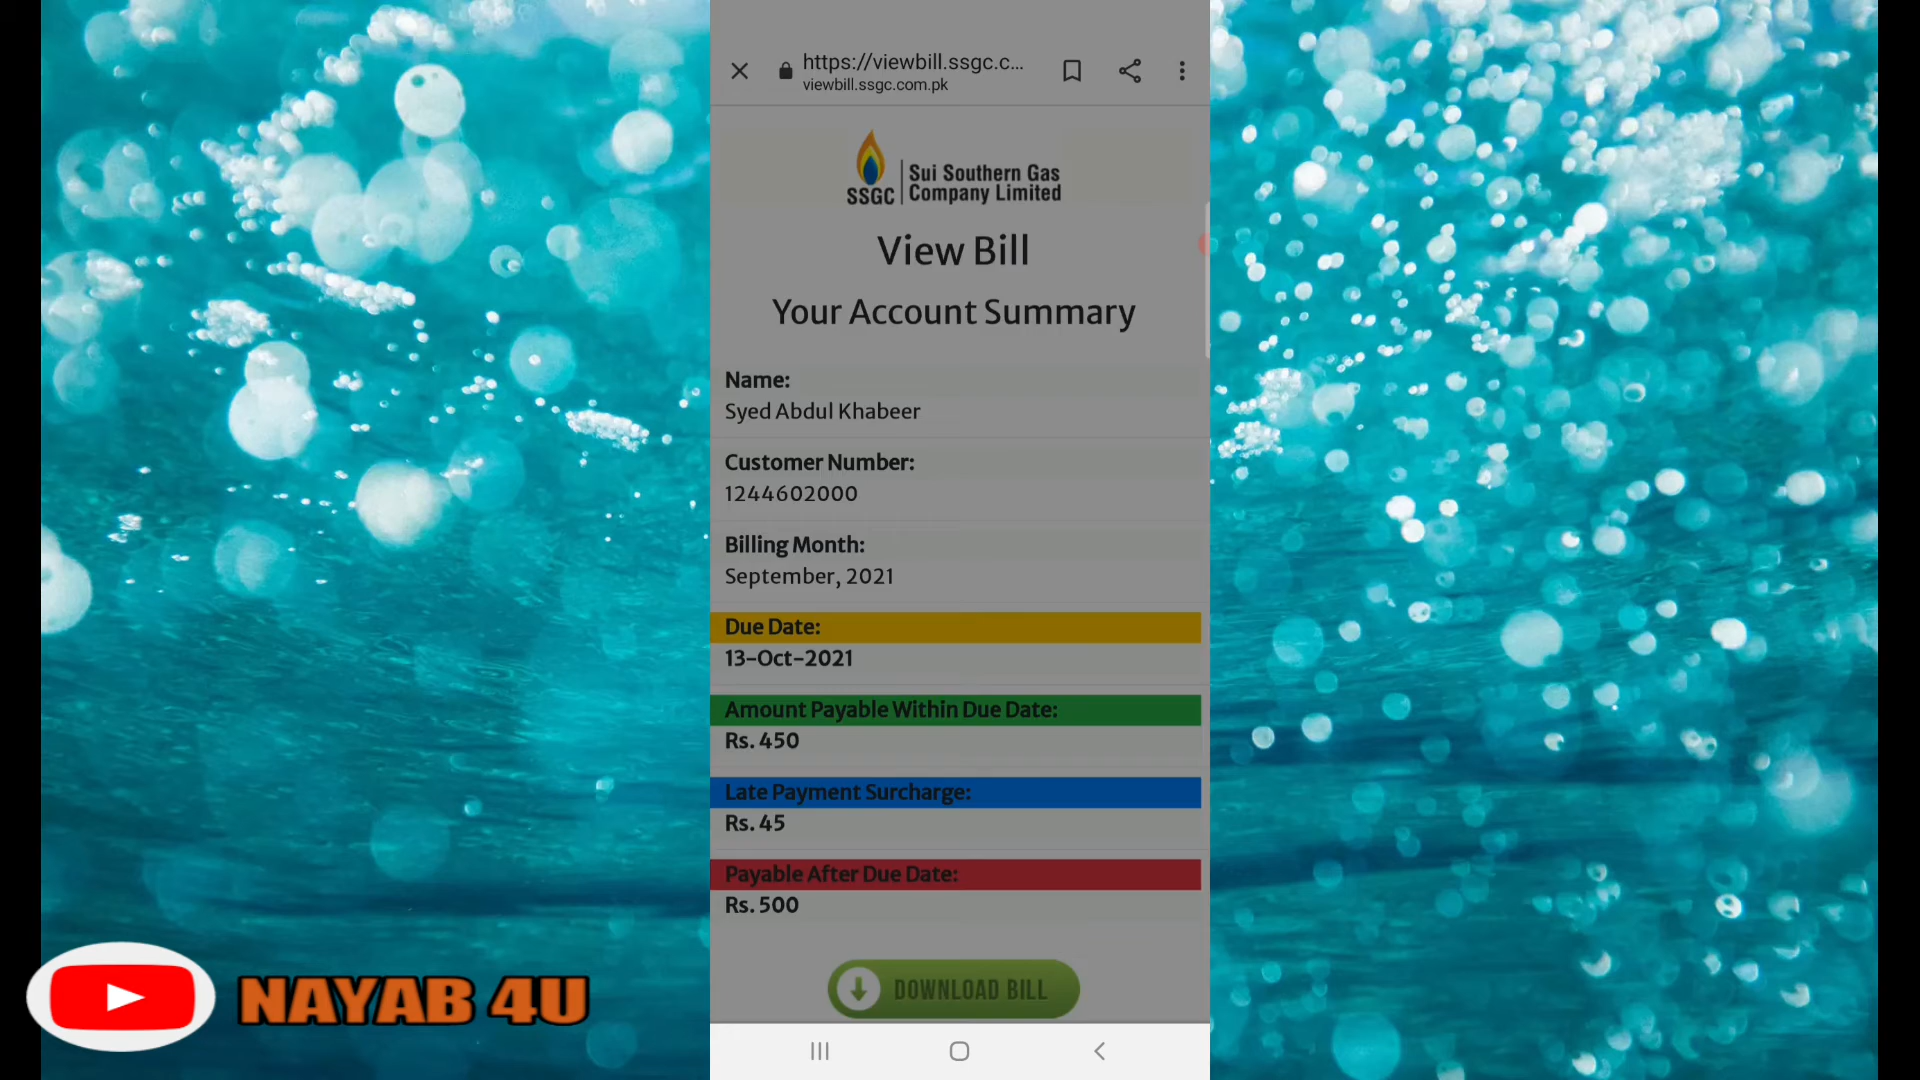 https://viewbill.ssgc.c...
viewbill.ssgc.com.pk
SSGC
Sui Southern Gas
Company Limited
View Bill
Your Account Summary
Name:
Syed Abdul Khabeer
Customer Number:
1244602000
Billing Month:
September, 2021
Due Date:
13-Oct-2021
Amount Payable Within Due Date:
Rs. 450
Late Payment Surcharge:
Rs. 45
Payable After Due Date:
Rs. 500
DOWNLOAD BILL
NAYAB 4U